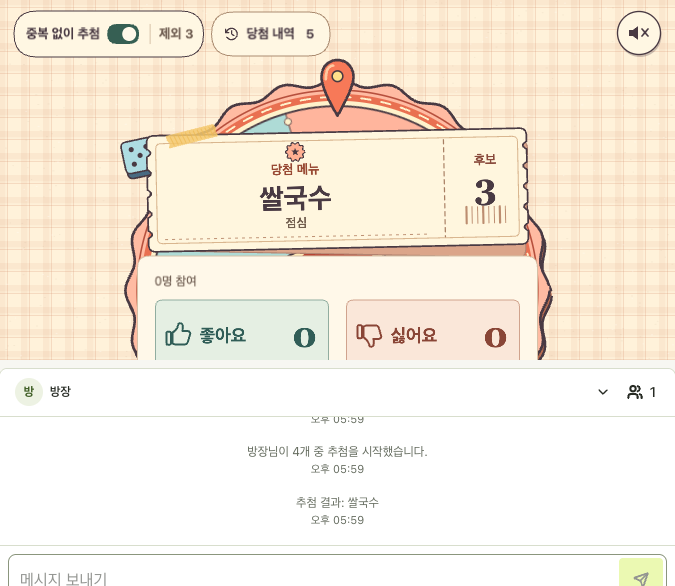 중복 없이 추첨 제외 3 당첨 내역 5
당첨 메뉴
쌀국수
점심
후보
3
0명 참여
좋아요 0 싫어요 0
방 방장 1
오후 05:59
방장님이 4개 중 추첨을 시작했습니다.
오후 05:59
추첨 결과: 쌀국수
오후 05:59
메시지 보내기